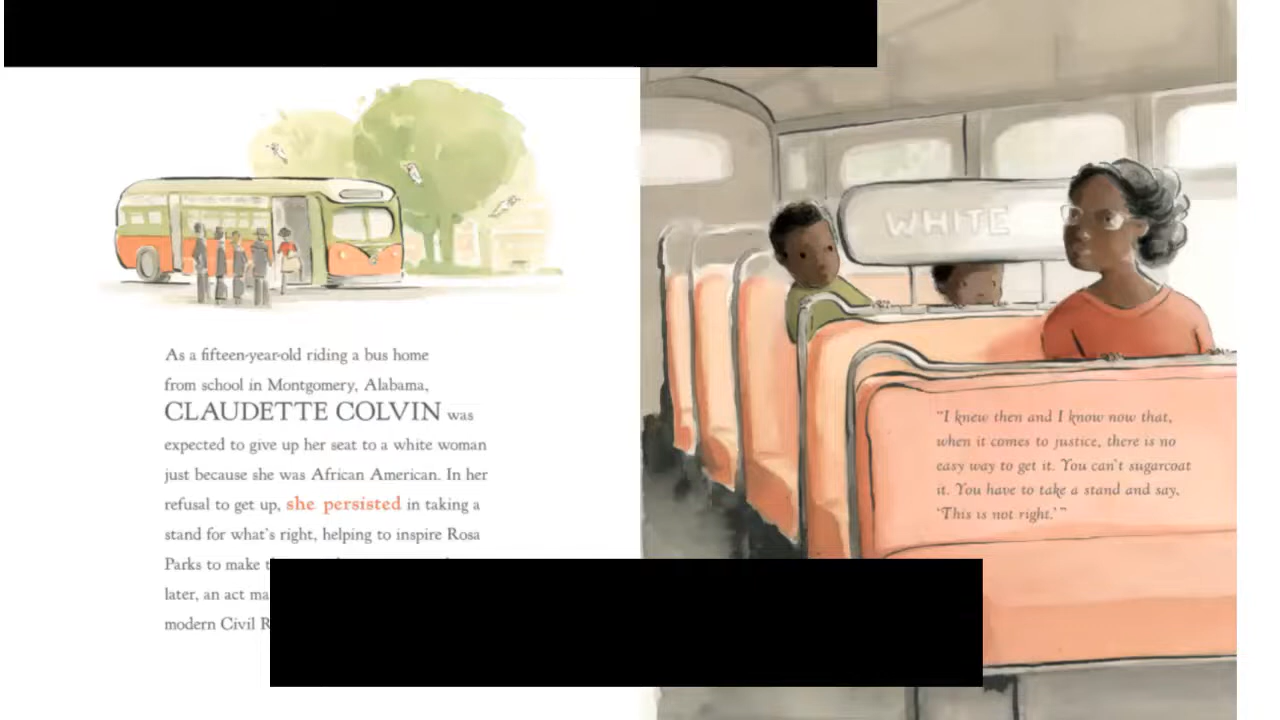 As a fifteen-year-old riding a bus home
from school in Montgomery, Alabama,
CLAUDETTE COLVIN was
expected to give up her seat to a white woman
just because she was African American. In her
refusal to get up, she persisted in taking a
stand for what's right, helping to inspire Rosa
Parks to make
later, an act
modern Civil
WHITE
"I knew then and I know now that,
when it comes to justice, there is no
easy way to get it. You can't sugarcoat
it. You have to take a stand and say,
'This is not right.'"